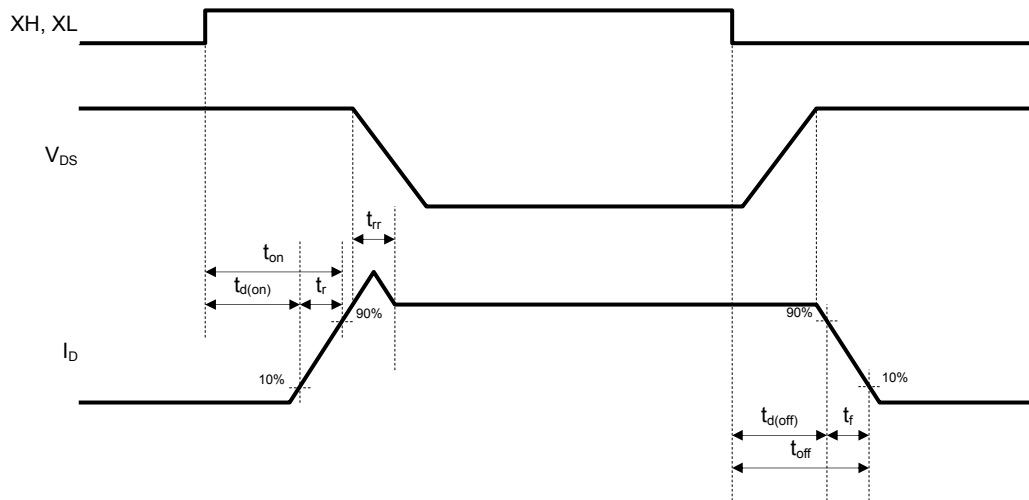 XH, XL
VDS
trr
ton
td(on) tr
90% 90%
ID
10% 10%
td(off) tf
toff